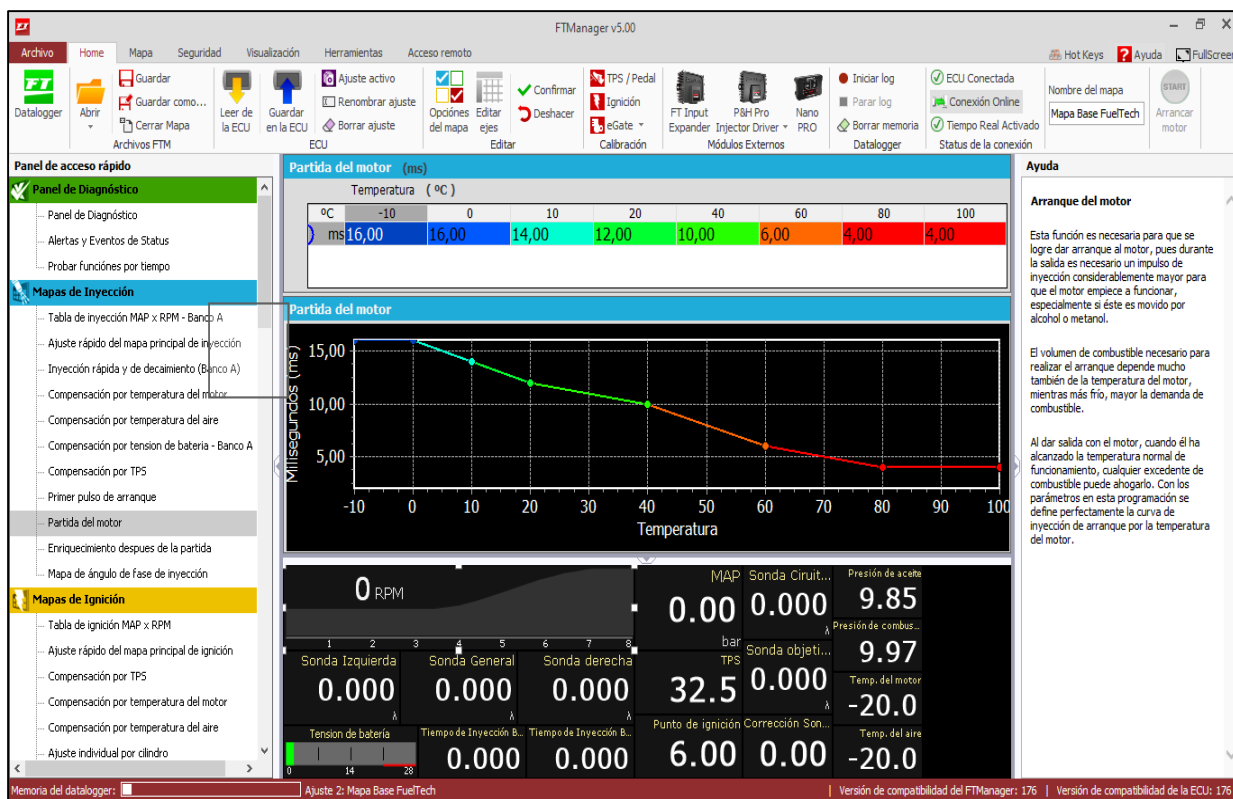 FTManager v5.00
Archivo Home Mapa Seguridad Visualización Herramientas Acceso remoto Hot Keys ? Ayuda FullScreen
FT
Datalogger
Abrir
Guardar
Guardar como...
Cerrar Mapa
Archivos FTM
Leer de
la ECU
Guardar
en la ECU
Ajuste activo
Renombrar ajuste
Borrar ajuste
ECU
Opciónes
del mapa
Editar
ejes
Confirmar
Deshacer
Editar
TPS / Pedal
Ignición
eGate
Calibración
FT Input
Expander
P&H Pro
Injector Driver
Nano
PRO
Módulos Externos
Iniciar log
Parar log
Borrar memoria
Datalogger
ECU Conectada
Conexión Online
Tiempo Real Activado
Status de la conexión
Nombre del mapa
Mapa Base FuelTech
START
Arrancar
motor
Panel de acceso rápido
Panel de Diagnóstico
Panel de Diagnóstico
Alertas y Eventos de Status
Probar funciónes por tiempo
Mapas de Inyección
Tabla de inyección MAP x RPM - Banco A
Ajuste rápido del mapa principal de inyección
Inyección rápida y de decaimiento (Banco A)
Compensación por temperatura del motor
Compensación por temperatura del aire
Compensación por tension de bateria - Banco A
Compensación por TPS
Primer pulso de arranque
Partida del motor
Enriquecimiento despues de la partida
Mapa de ángulo de fase de inyección
Mapas de Ignición
Tabla de ignición MAP x RPM
Ajuste rápido del mapa principal de ignición
Compensación por TPS
Compensación por temperatura del motor
Compensación por temperatura del aire
Ajuste individual por cilindro
Partida del motor (ms)
Temperatura ( ºC )
ºC -10 0 10 20 40 60 80 100
ms 16,00 16,00 14,00 12,00 10,00 6,00 4,00 4,00
Partida del motor
Milisegundos (ms)
15,00
10,00
5,00
-10 0 10 20 30 40 50 60 70 80 90 100
Temperatura
0 RPM
1 2 3 4 5 6 7 8
MAP
0.00
bar
Sonda Ciruit...
0.000
λ
Presión de aceite
9.85
Presión de combus...
9.97
Sonda Izquierda
0.000
λ
Sonda General
0.000
λ
Sonda derecha
0.000
λ
TPS
32.5
Sonda objeti...
0.000
λ
Temp. del motor
-20.0
Tension de batería
0 14 28
Tiempo de Inyección B...
0.000
Tiempo de Inyección B...
0.000
Punto de ignición
6.00
Corrección Son...
0.00
Temp. del aire
-20.0
Ayuda
Arranque del motor
Esta función es necesaria para que se
logre dar arranque al motor, pues durante
la salida es necesario un impulso de
inyección considerablemente mayor para
que el motor empiece a funcionar,
especialmente si éste es movido por
alcohol o metanol.
El volumen de combustible necesario para
realizar el arranque depende mucho
también de la temperatura del motor,
mientras más frío, mayor la demanda de
combustible.
Al dar salida con el motor, cuando él ha
alcanzado la temperatura normal de
funcionamiento, cualquier excedente de
combustible puede ahogarlo. Con los
parámetros en esta programación se
define perfectamente la curva de
inyección de arranque por la temperatura
del motor.
Memoria del datalogger: Ajuste 2: Mapa Base FuelTech | Versión de compatibilidad del FTManager: 176 | Versión de compatibilidad de la ECU: 176